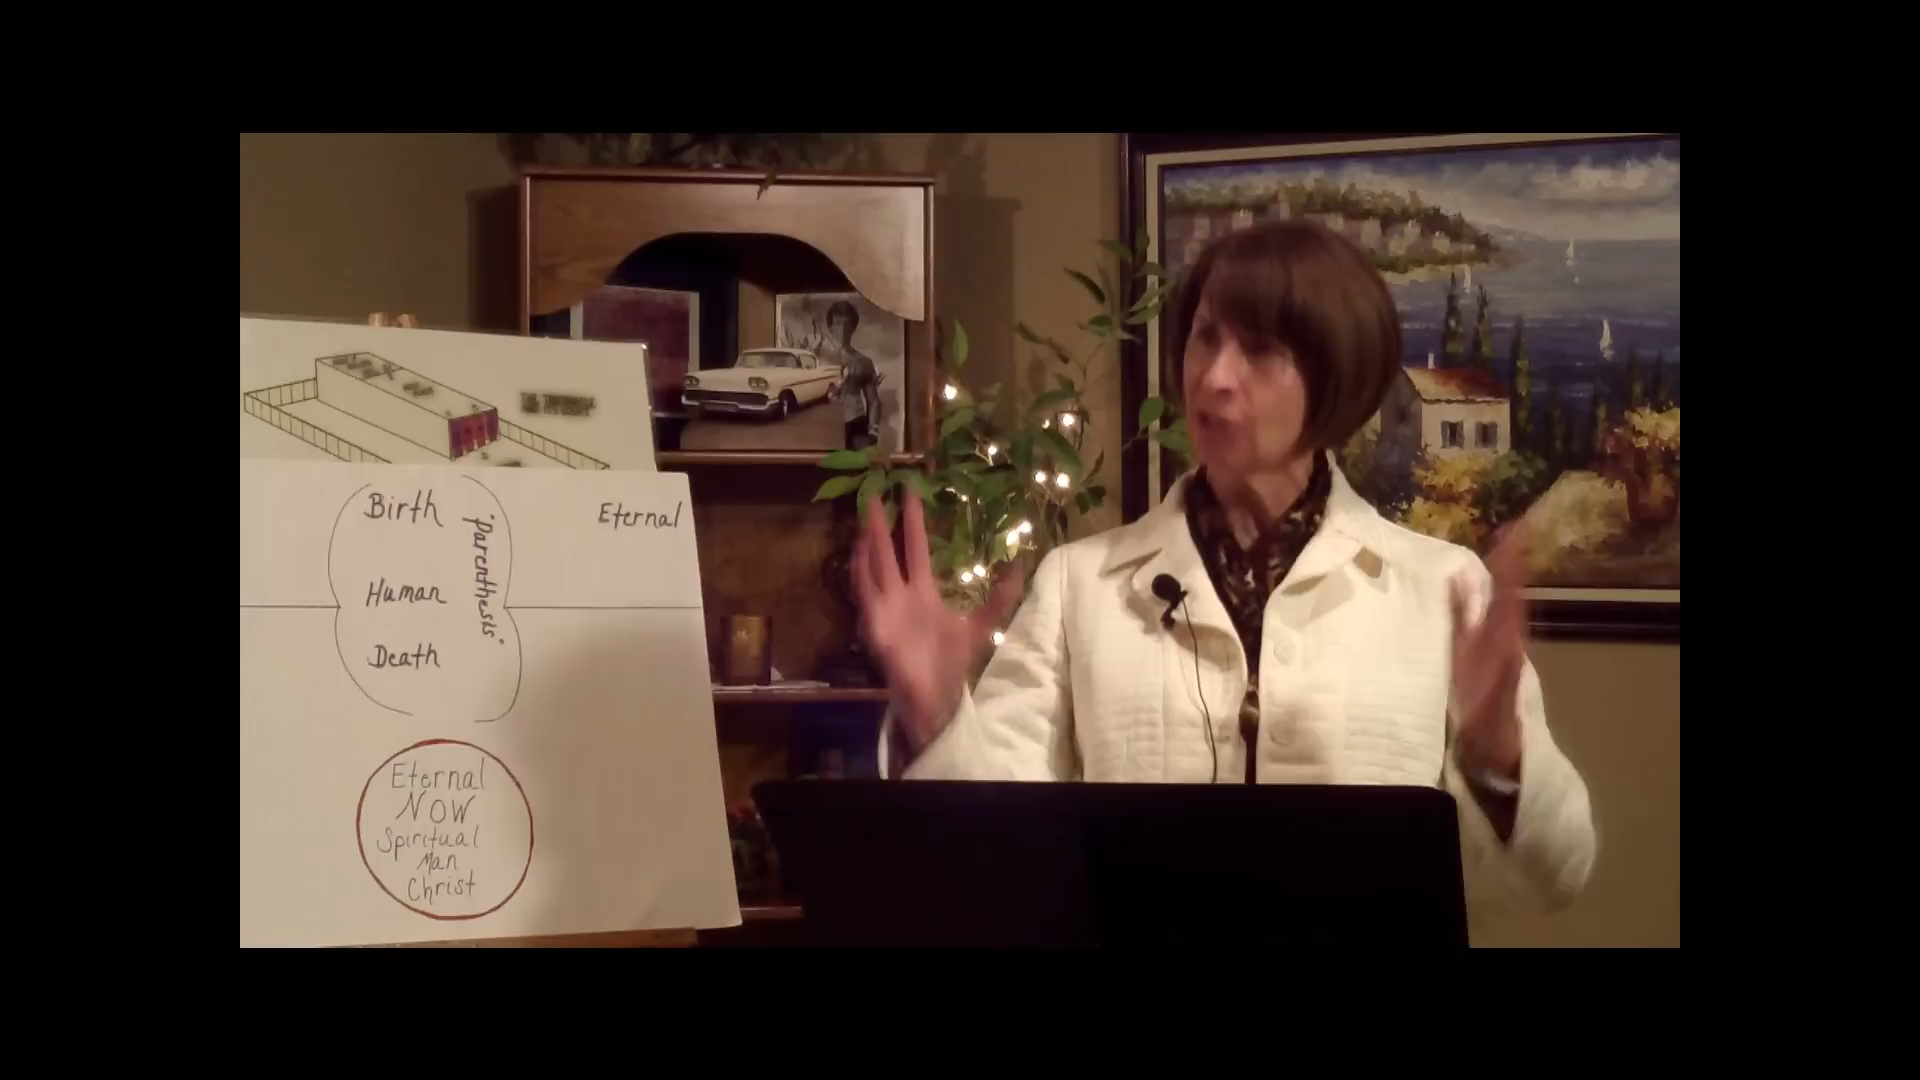 Birth
"Parenthesis"
Eternal
Human
Death
Eternal
NOW
Spiritual
Man
Christ